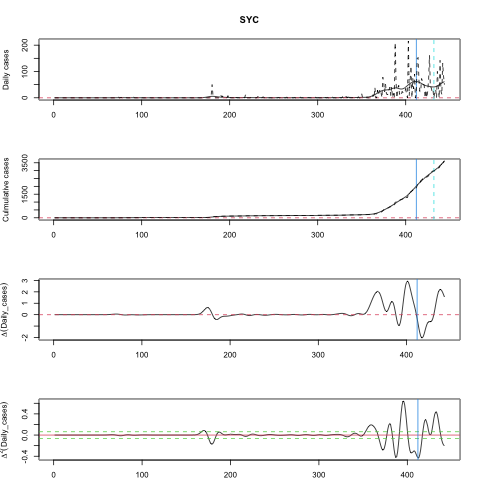 SYC
Daily cases
0 100 200
0 100 200 300 400
Culmulative cases
0 1500 3500
0 100 200 300 400
Δ(Daily_cases)
-2 0 1 2 3
0 100 200 300 400
Δ²(Daily_cases)
-0.4 0.0 0.4
0 100 200 300 400